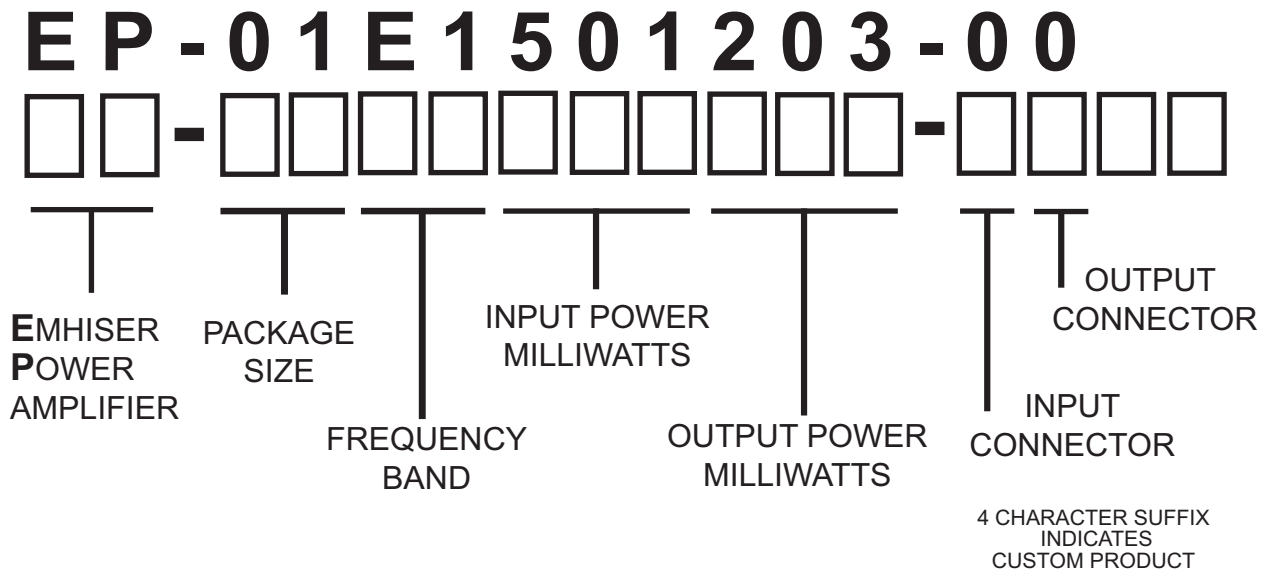 EP-01E1501203-00
EMHISER
POWER
AMPLIFIER
PACKAGE
SIZE
FREQUENCY
BAND
INPUT POWER
MILLIWATTS
OUTPUT POWER
MILLIWATTS
INPUT
CONNECTOR
OUTPUT
CONNECTOR
4 CHARACTER SUFFIX
INDICATES
CUSTOM PRODUCT